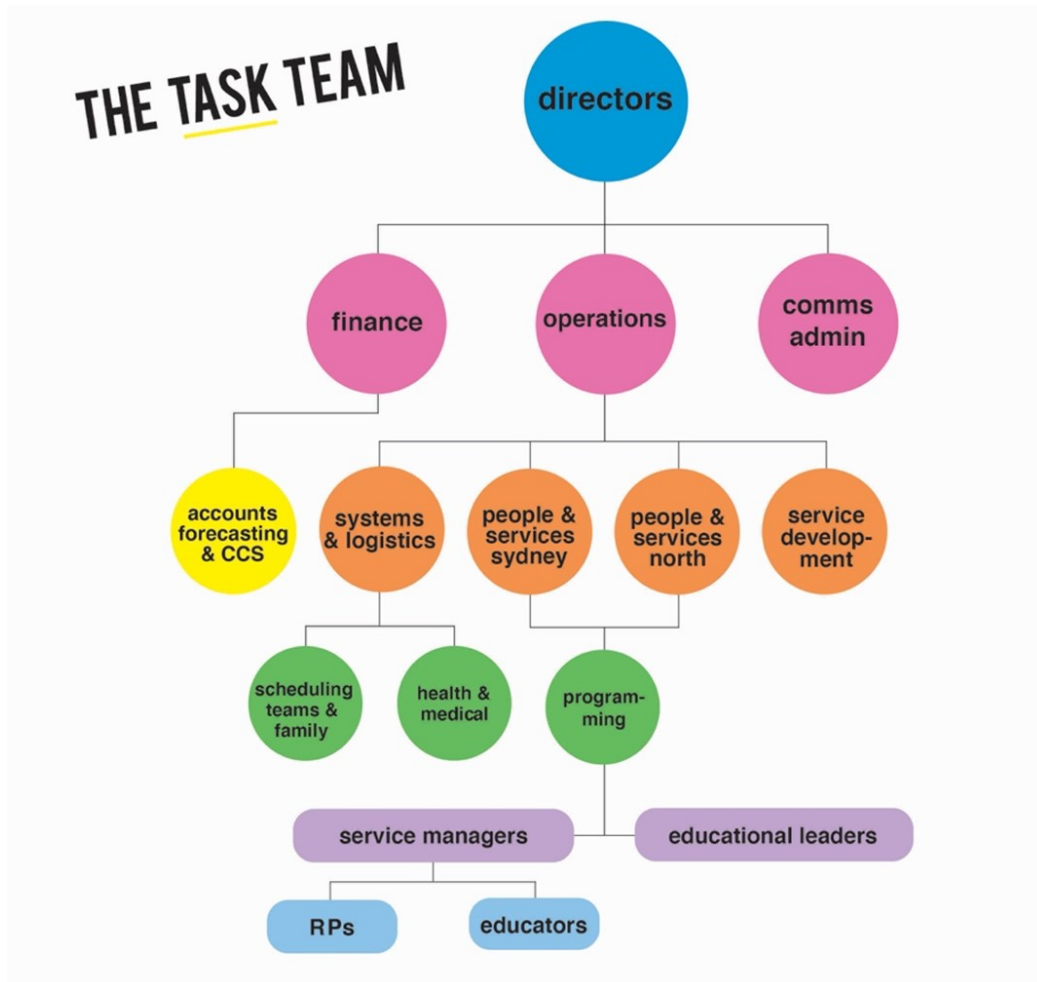 THE TASK TEAM
directors
finance
operations
comms
admin
accounts
forecasting
& CCS
systems
& logistics
people &
services
sydney
people &
services
north
service
develop-
ment
scheduling
teams &
family
health &
medical
program-
ming
service managers
educational leaders
RPs
educators